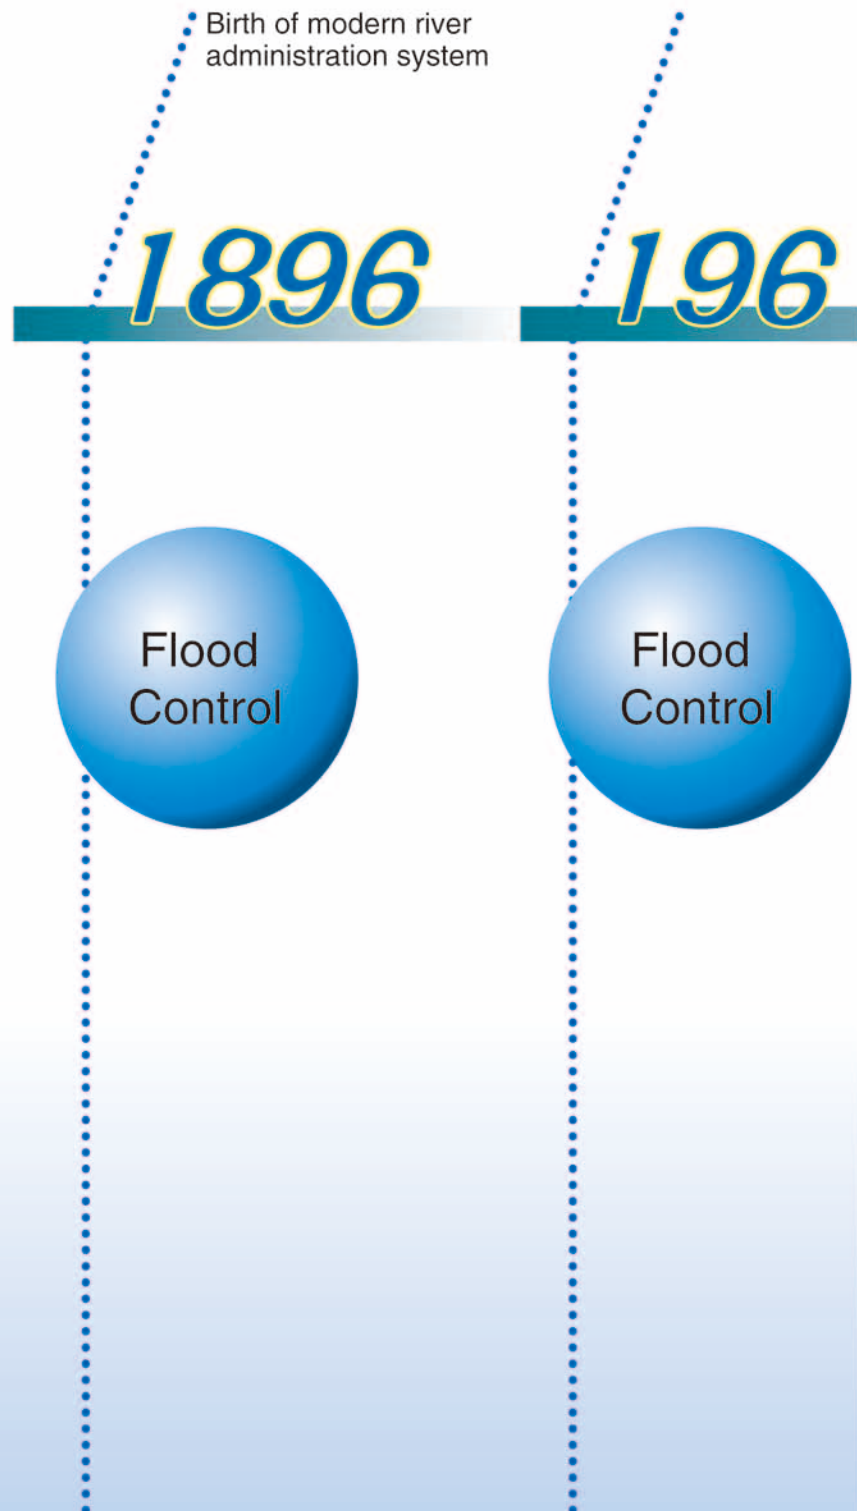 Birth of modern river
administration system
1896
196
Flood
Control
Flood
Control